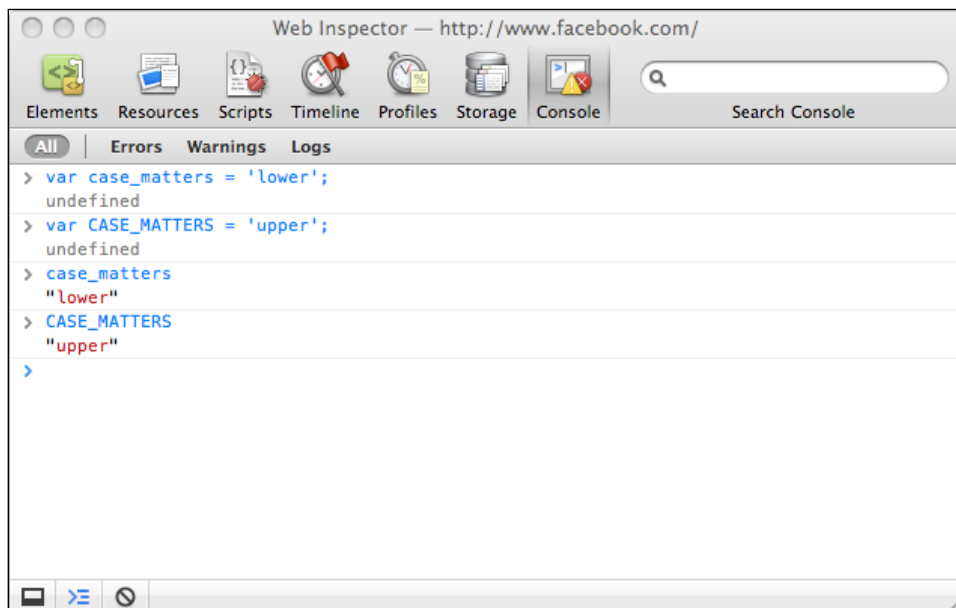 Web Inspector — http://www.facebook.com/
Elements Resources Scripts Timeline Profiles Storage Console Search Console
All Errors Warnings Logs
> var case_matters = 'lower';
undefined
> var CASE_MATTERS = 'upper';
undefined
> case_matters
"lower"
> CASE_MATTERS
"upper"
>